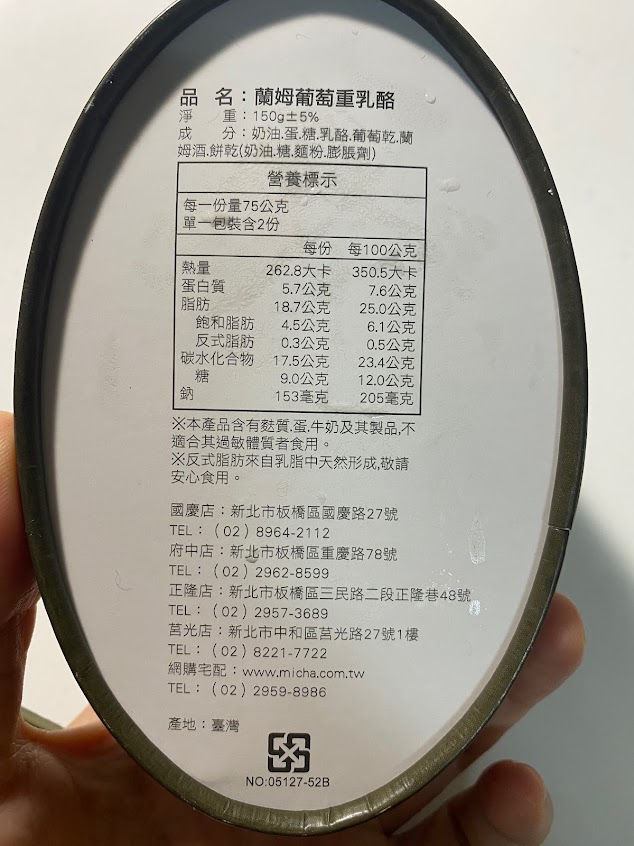 品 名：蘭姆葡萄重乳酪
淨 重：150g±5%
成 分：奶油.蛋.糖.乳酪.葡萄乾.蘭
姆酒.餅乾(奶油.糖.麵粉.膨脹劑)
營養標示
每一份量75公克
單一包裝含2份
每份 每100公克
熱量 262.8大卡 350.5大卡
蛋白質 5.7公克 7.6公克
脂肪 18.7公克 25.0公克
飽和脂肪 4.5公克 6.1公克
反式脂肪 0.3公克 0.5公克
碳水化合物 17.5公克 23.4公克
糖 9.0公克 12.0公克
鈉 153毫克 205毫克
※本產品含有麩質.蛋.牛奶及其製品,不
適合其過敏體質者食用。
※反式脂肪來自乳脂中天然形成,敬請
安心食用。
國慶店：新北市板橋區國慶路27號
TEL：（02）8964-2112
府中店：新北市板橋區重慶路78號
TEL：（02）2962-8599
正隆店：新北市板橋區三民路二段正隆巷48號
TEL：（02）2957-3689
莒光店：新北市中和區莒光路27號1樓
TEL：（02）8221-7722
網購宅配：www.micha.com.tw
TEL：（02）2959-8986
產地：臺灣
NO:05127-52B